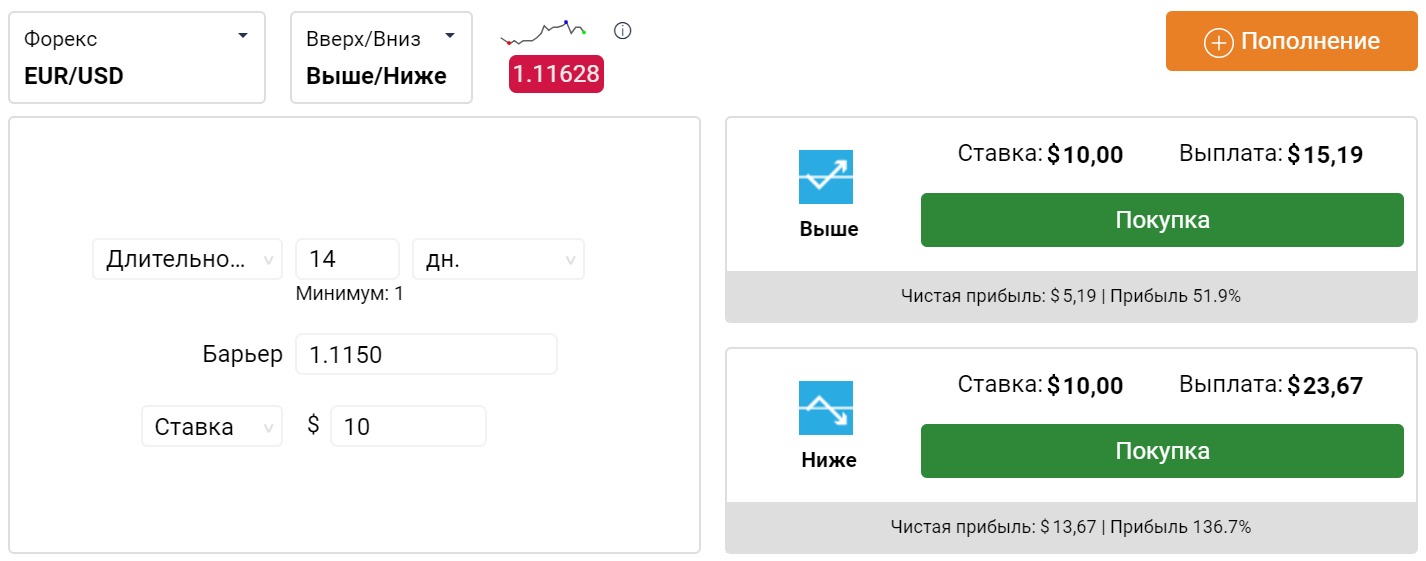 Форекс
EUR/USD
Вверх/Вниз
Выше/Ниже
1.11628
Пополнение
Длительно...
14
дн.
Минимум: 1
Барьер
1.1150
Ставка
$
10
Ставка: $10,00
Выплата: $15,19
Выше
Покупка
Чистая прибыль: $5,19 | Прибыль 51.9%
Ставка: $10,00
Выплата: $23,67
Ниже
Покупка
Чистая прибыль: $13,67 | Прибыль 136.7%